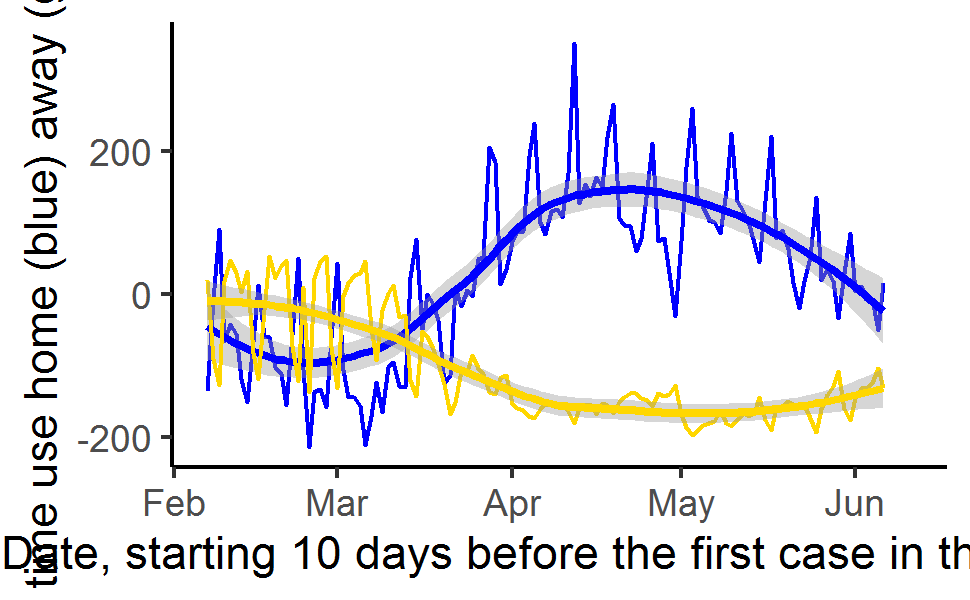 time use home (blue) away (
200
0
-200
Feb Mar Apr May Jun
Date, starting 10 days before the first case in th